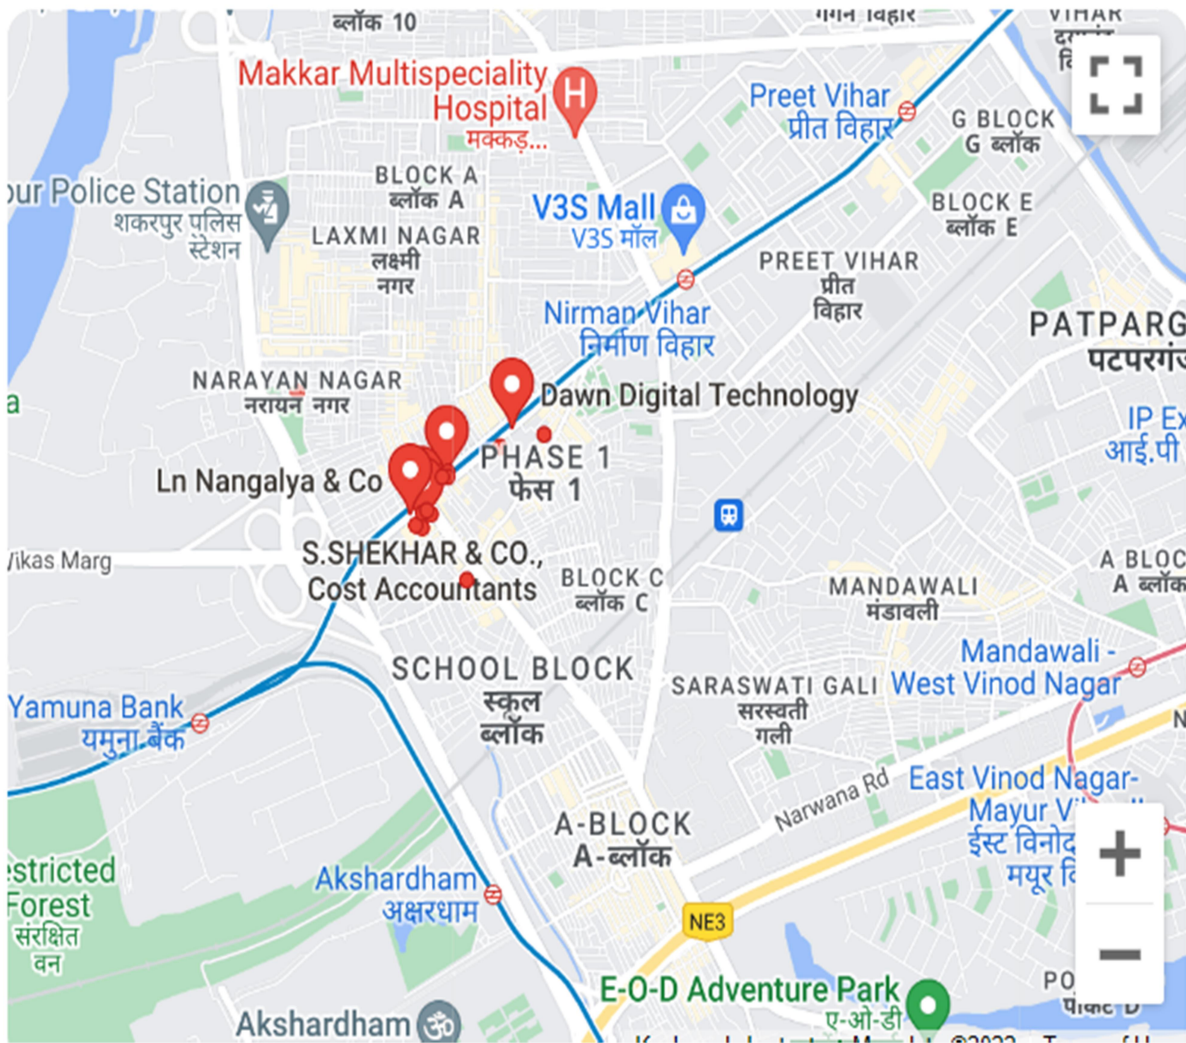 ब्लॉक 10
गगन विहार
VIHAR
Makkar Multispeciality
Hospital
मक्कड़...
H
Preet Vihar
प्रीत विहार
G BLOCK
G ब्लॉक
BLOCK A
ब्लॉक A
our Police Station
शकरपुर पुलिस
स्टेशन
V3S Mall
V3S मॉल
BLOCK E
ब्लॉक E
LAXMI NAGAR
लक्ष्मी
नगर
PREET VIHAR
प्रीत
विहार
Nirman Vihar
निर्माण विहार
PATPARG
पटपरगंज
NARAYAN NAGAR
नारायण नगर
Dawn Digital Technology
a
IP Ex
आई.पी
PHASE 1
फेस 1
Ln Nangalya & Co
Vikas Marg
S.SHEKHAR & CO.,
Cost Accountants
BLOCK C
ब्लॉक C
A BLOC
A ब्लॉक
MANDAWALI
मंडावली
Mandawali -
West Vinod Nagar
SCHOOL BLOCK
स्कूल
ब्लॉक
SARASWATI GALI
सरस्वती
गली
Yamuna Bank
यमुना बैंक
N
Narwana Rd
East Vinod Nagar-
Mayur Vi
ईस्ट विनोद
मयूर वि
A-BLOCK
A-ब्लॉक
estricted
Forest
संरक्षित
वन
Akshardham
अक्षरधाम
NE3
E-O-D Adventure Park
ए-ओ-डी
PO
पॉकेट D
Akshardham
ॐ
+
−